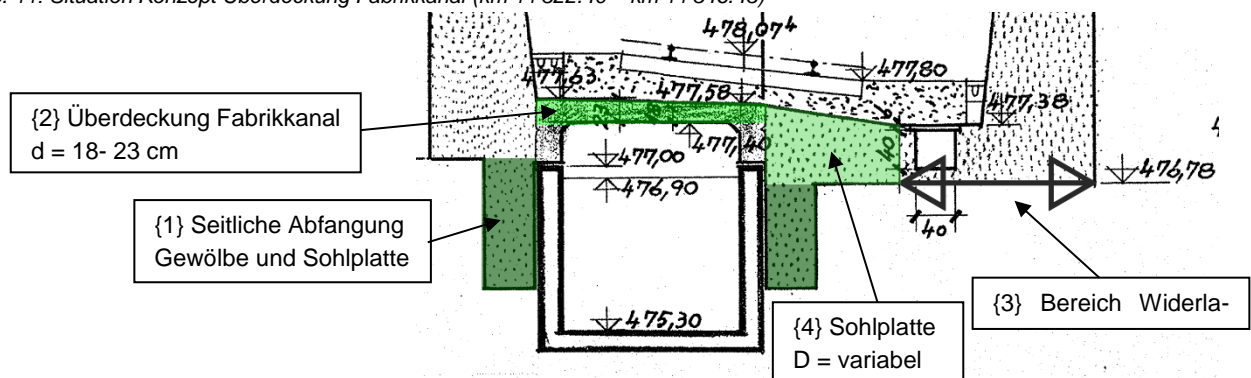 478,07⁴
477,63
477,80
477,58
477,38
{2} Überdeckung Fabrikkanal
d = 18- 23 cm
23
18
477,40
40
477,00
476,90
476,78
{1} Seitliche Abfangung
Gewölbe und Sohlplatte
40
475,30
{4} Sohlplatte
D = variabel
{3} Bereich Widerla-